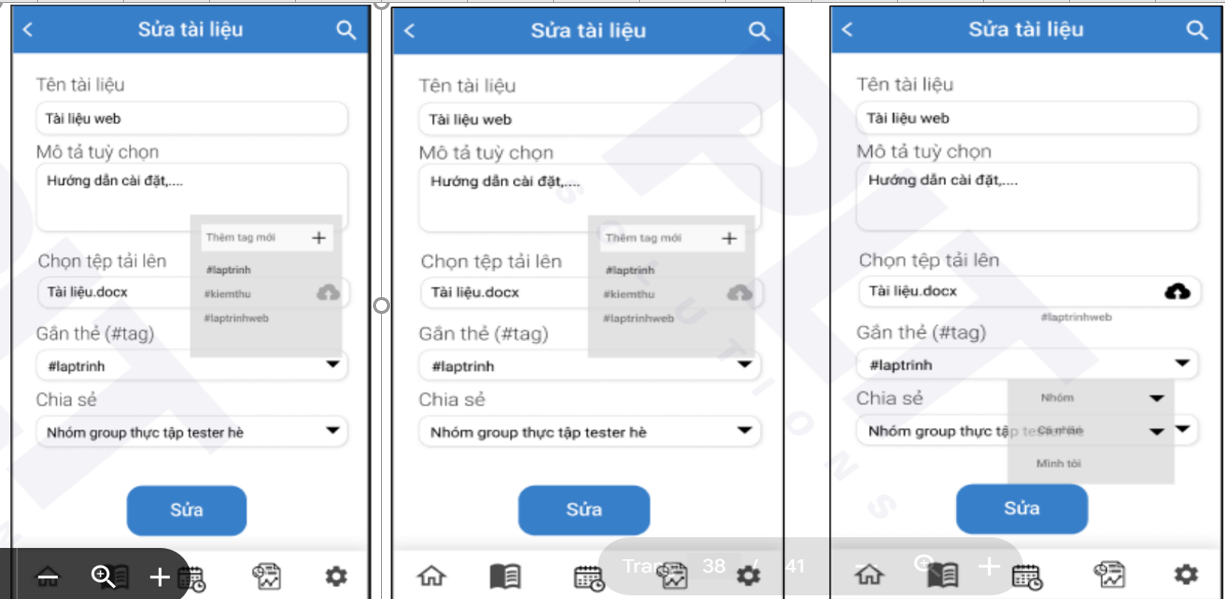 Sửa tài liệu
Tên tài liệu
Tài liệu web
Mô tả tuỳ chọn
Hướng dẫn cài đặt,....
Thêm tag mới +
#laptrinh
#kiemthu
#laptrinhweb
Chọn tệp tải lên
Tài liệu.docx
Gắn thẻ (#tag)
#laptrinh
Chia sẻ
Nhóm group thực tập tester hè
Sửa
Sửa tài liệu
Tên tài liệu
Tài liệu web
Mô tả tuỳ chọn
Hướng dẫn cài đặt,....
Thêm tag mới +
#laptrinh
#kiemthu
#laptrinhweb
Chọn tệp tải lên
Tài liệu.docx
Gắn thẻ (#tag)
#laptrinh
Chia sẻ
Nhóm group thực tập tester hè
Sửa
Sửa tài liệu
Tên tài liệu
Tài liệu web
Mô tả tuỳ chọn
Hướng dẫn cài đặt,....
Chọn tệp tải lên
Tài liệu.docx
#laptrinhweb
Gắn thẻ (#tag)
#laptrinh
Chia sẻ
Nhóm
Nhóm group thực tập tester hè
Cá nhân
Mình tôi
Sửa
38 / 41
SOLUTIONS